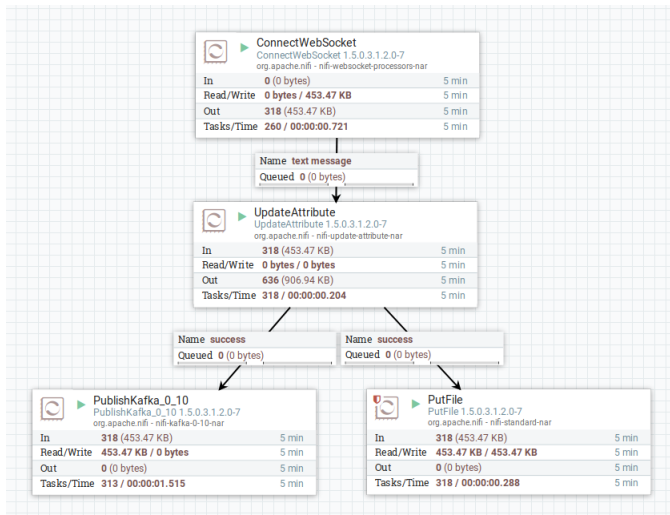 ConnectWebSocket
ConnectWebSocket 1.5.0.3.1.2.0-7
org.apache.nifi - nifi-websocket-processors-nar
In 0 (0 bytes) 5 min
Read/Write 0 bytes / 453.47 KB 5 min
Out 318 (453.47 KB) 5 min
Tasks/Time 260 / 00:00:00.721 5 min
Name text message
Queued 0 (0 bytes)
UpdateAttribute
UpdateAttribute 1.5.0.3.1.2.0-7
org.apache.nifi - nifi-update-attribute-nar
In 318 (453.47 KB) 5 min
Read/Write 0 bytes / 0 bytes 5 min
Out 636 (906.94 KB) 5 min
Tasks/Time 318 / 00:00:00.204 5 min
Name success
Queued 0 (0 bytes)
Name success
Queued 0 (0 bytes)
PublishKafka_0_10
PublishKafka_0_10 1.5.0.3.1.2.0-7
org.apache.nifi - nifi-kafka-0-10-nar
In 318 (453.47 KB) 5 min
Read/Write 453.47 KB / 0 bytes 5 min
Out 0 (0 bytes) 5 min
Tasks/Time 313 / 00:00:01.515 5 min
PutFile
PutFile 1.5.0.3.1.2.0-7
org.apache.nifi - nifi-standard-nar
In 318 (453.47 KB) 5 min
Read/Write 453.47 KB / 453.47 KB 5 min
Out 0 (0 bytes) 5 min
Tasks/Time 318 / 00:00:00.288 5 min